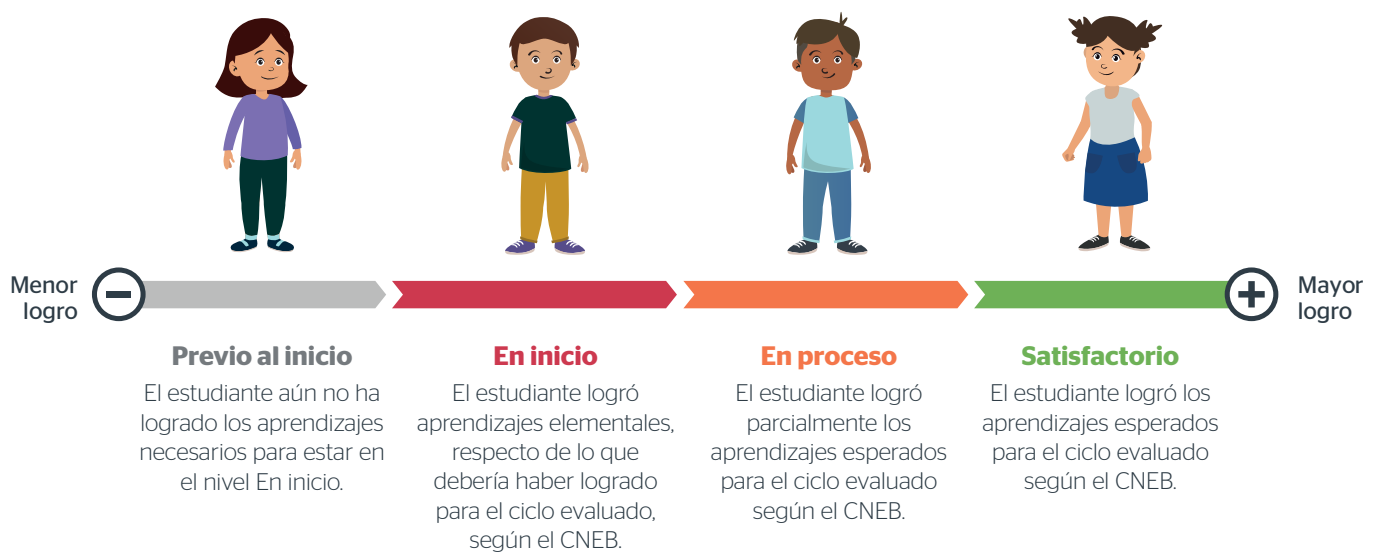 Menor
logro
Mayor
logro
Previo al inicio
El estudiante aún no ha
logrado los aprendizajes
necesarios para estar en
el nivel En inicio.
En inicio
El estudiante logró
aprendizajes elementales,
respecto de lo que
debería haber logrado
para el ciclo evaluado,
según el CNEB.
En proceso
El estudiante logró
parcialmente los
aprendizajes esperados
para el ciclo evaluado
según el CNEB.
Satisfactorio
El estudiante logró los
aprendizajes esperados
para el ciclo evaluado
según el CNEB.